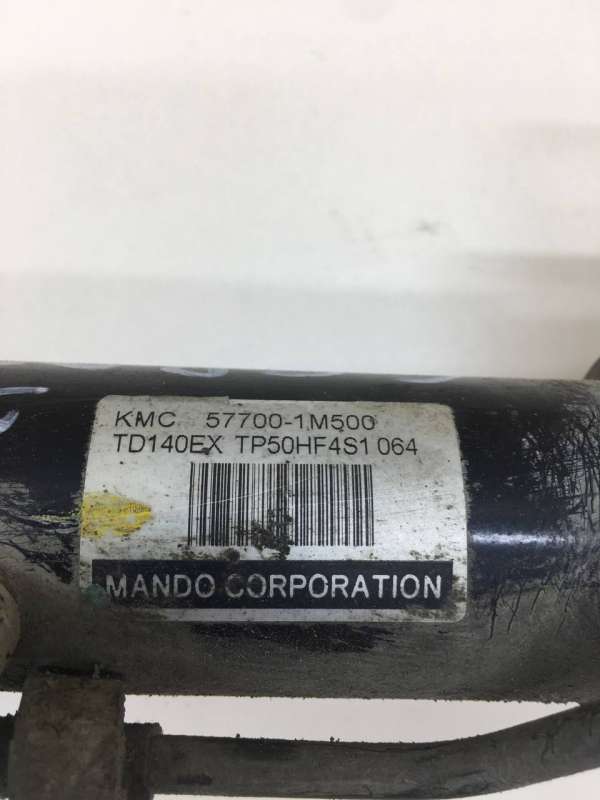 KMC 57700-1M500
TD140EX TP50HF4S1 064
MANDO CORPORATION